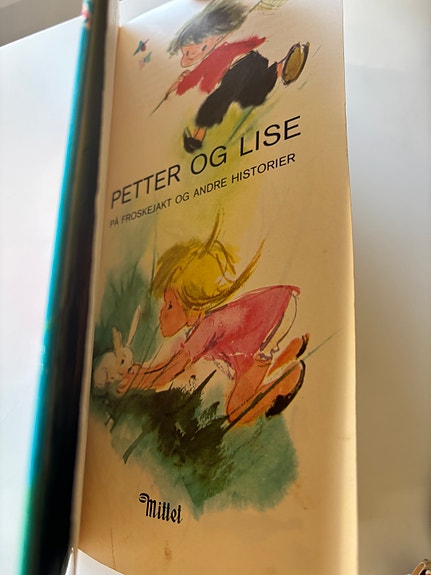 PETTER OG LISE
PÅ FROSKEJAKT OG ANDRE HISTORIER
Mittet